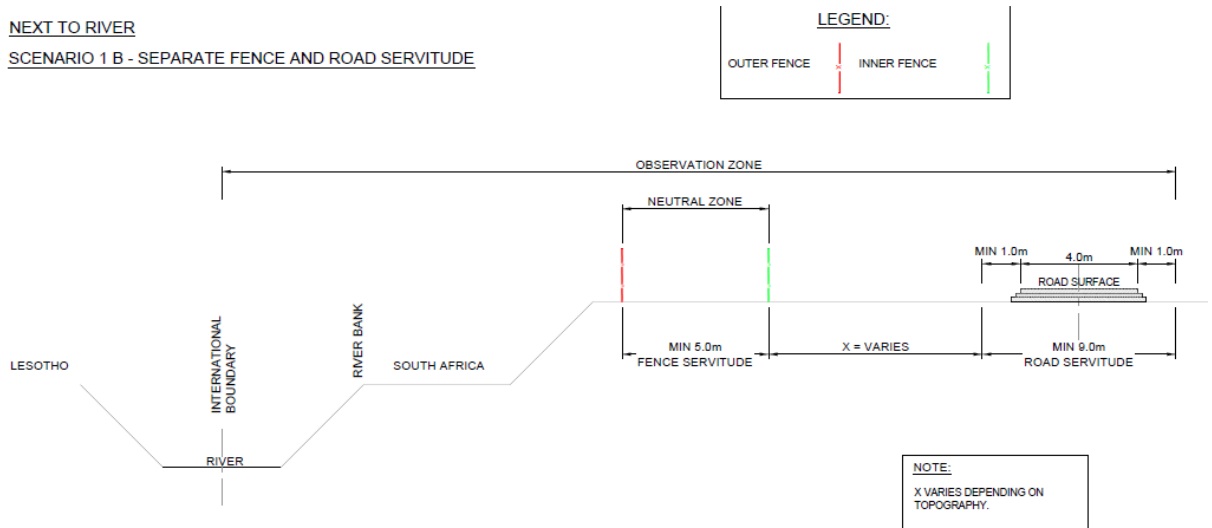 NEXT TO RIVER
SCENARIO 1 B - SEPARATE FENCE AND ROAD SERVITUDE
LEGEND:
OUTER FENCE
INNER FENCE
OBSERVATION ZONE
NEUTRAL ZONE
MIN 1.0m
4.0m
MIN 1.0m
ROAD SURFACE
LESOTHO
INTERNATIONAL
BOUNDARY
RIVER BANK
SOUTH AFRICA
MIN 5.0m
FENCE SERVITUDE
X = VARIES
MIN 9.0m
ROAD SERVITUDE
RIVER
NOTE:
X VARIES DEPENDING ON
TOPOGRAPHY.